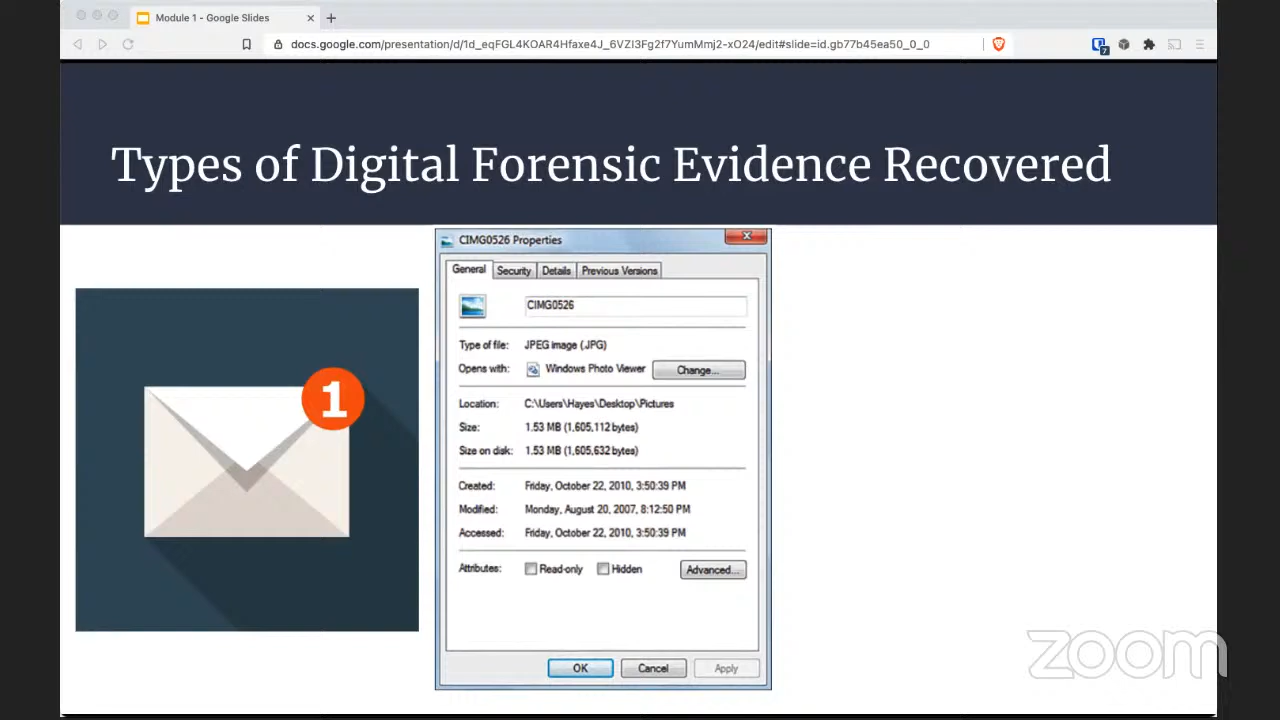 Module 1 - Google Slides
docs.google.com/presentation/d/1d_eqFGL4KOAR4Hfaxe4J_6VZI3Fg2f7YumMmj2-xO24/edit#slide=id.gb77b45ea50_0_0
7
Types of Digital Forensic Evidence Recovered
1
CIMG0526 Properties
General Security Details Previous Versions
CIMG0526
Type of file: JPEG image (.JPG)
Opens with: Windows Photo Viewer Change...
Location: C:\Users\Hayes\Desktop\Pictures
Size: 1.53 MB (1,605,112 bytes)
Size on disk: 1.53 MB (1,605,632 bytes)
Created: Friday, October 22, 2010, 3:50:39 PM
Modified: Monday, August 20, 2007, 8:12:50 PM
Accessed: Friday, October 22, 2010, 3:50:39 PM
Attributes: Read-only Hidden Advanced...
OK Cancel Apply
zoom